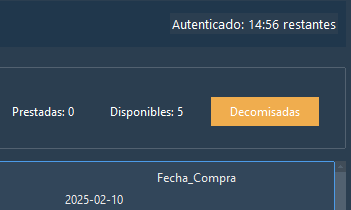 Autenticado: 14:56 restantes
Prestadas: 0 Disponibles: 5 Decomisadas
Fecha_Compra
2025-02-10